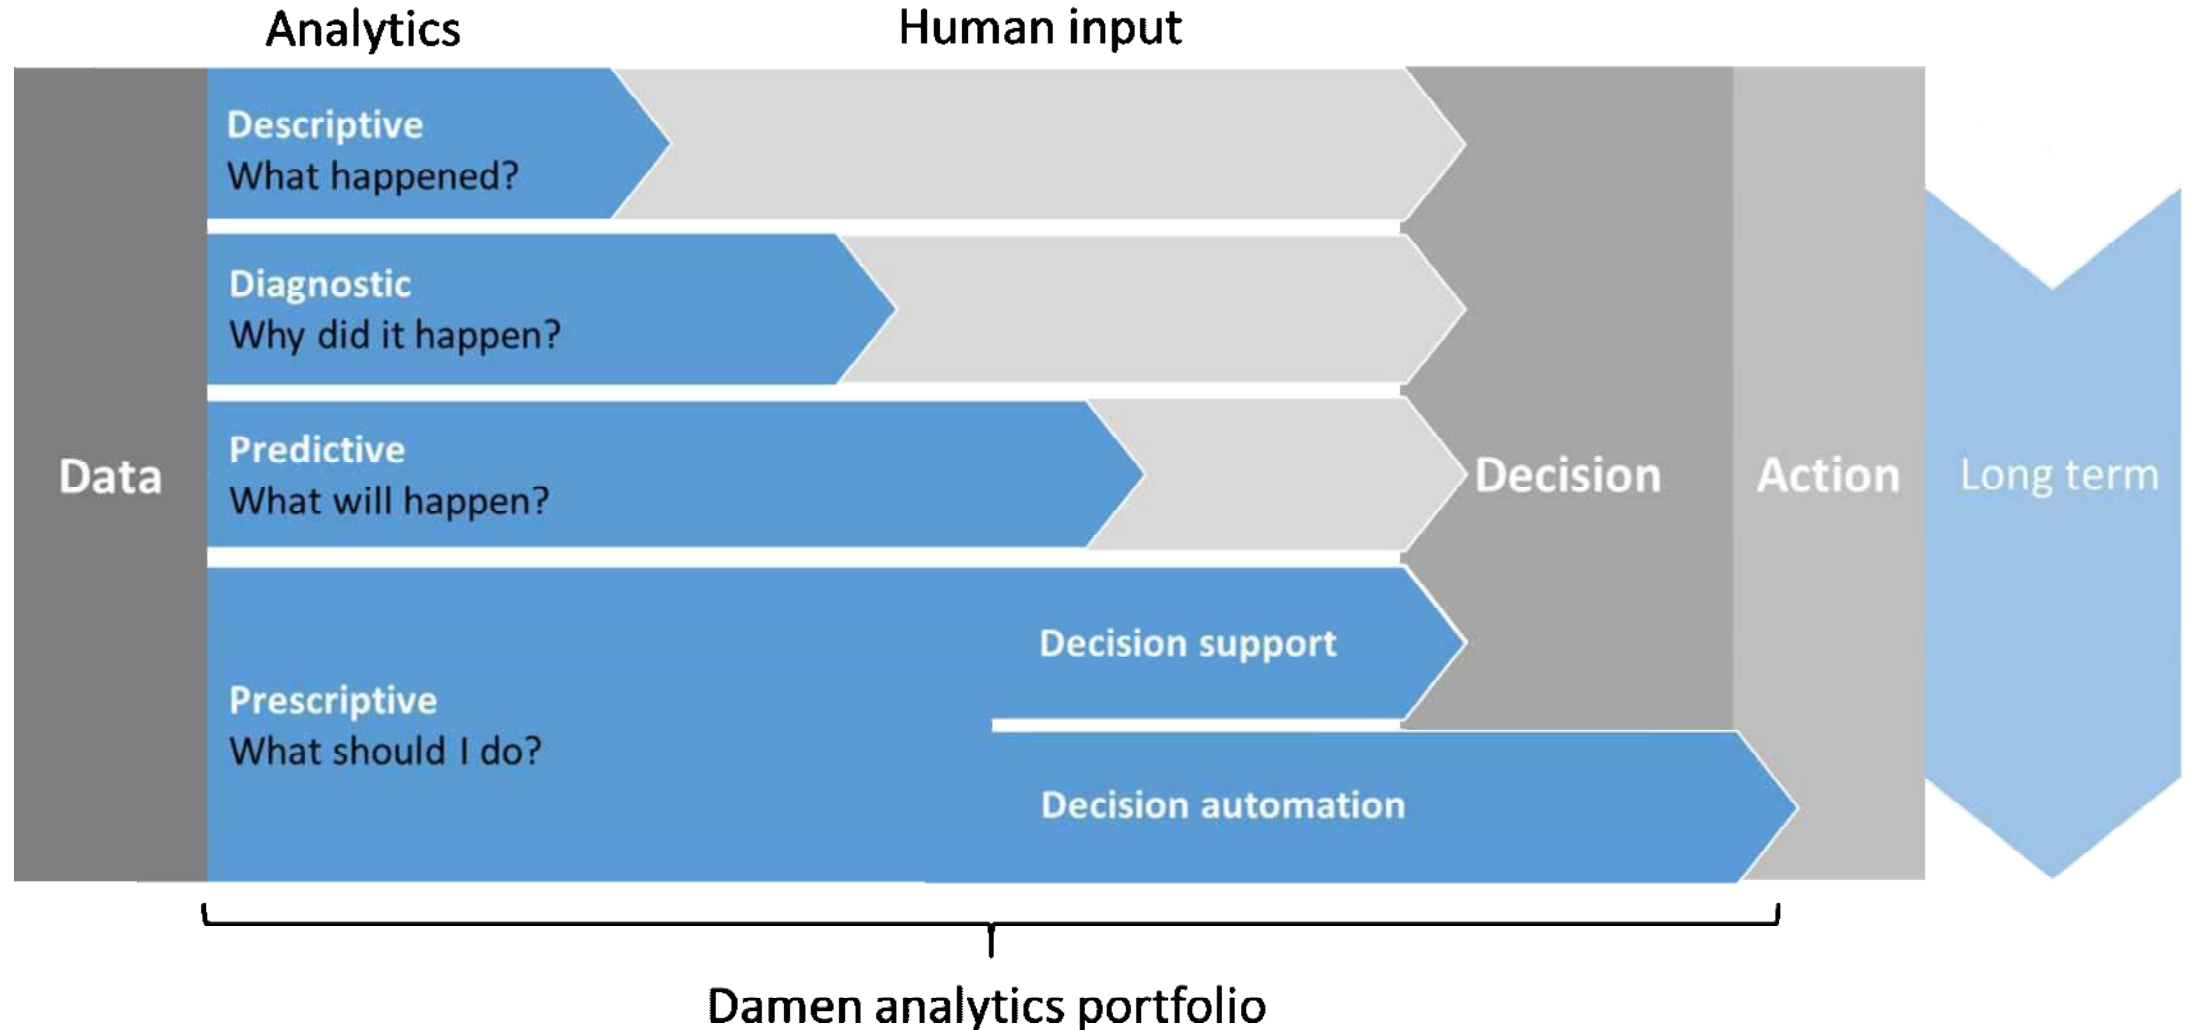 Analytics
Human input
Descriptive
What happened?
Diagnostic
Why did it happen?
Predictive
What will happen?
Data
Decision
Action
Long term
Decision support
Prescriptive
What should I do?
Decision automation
Damen analytics portfolio